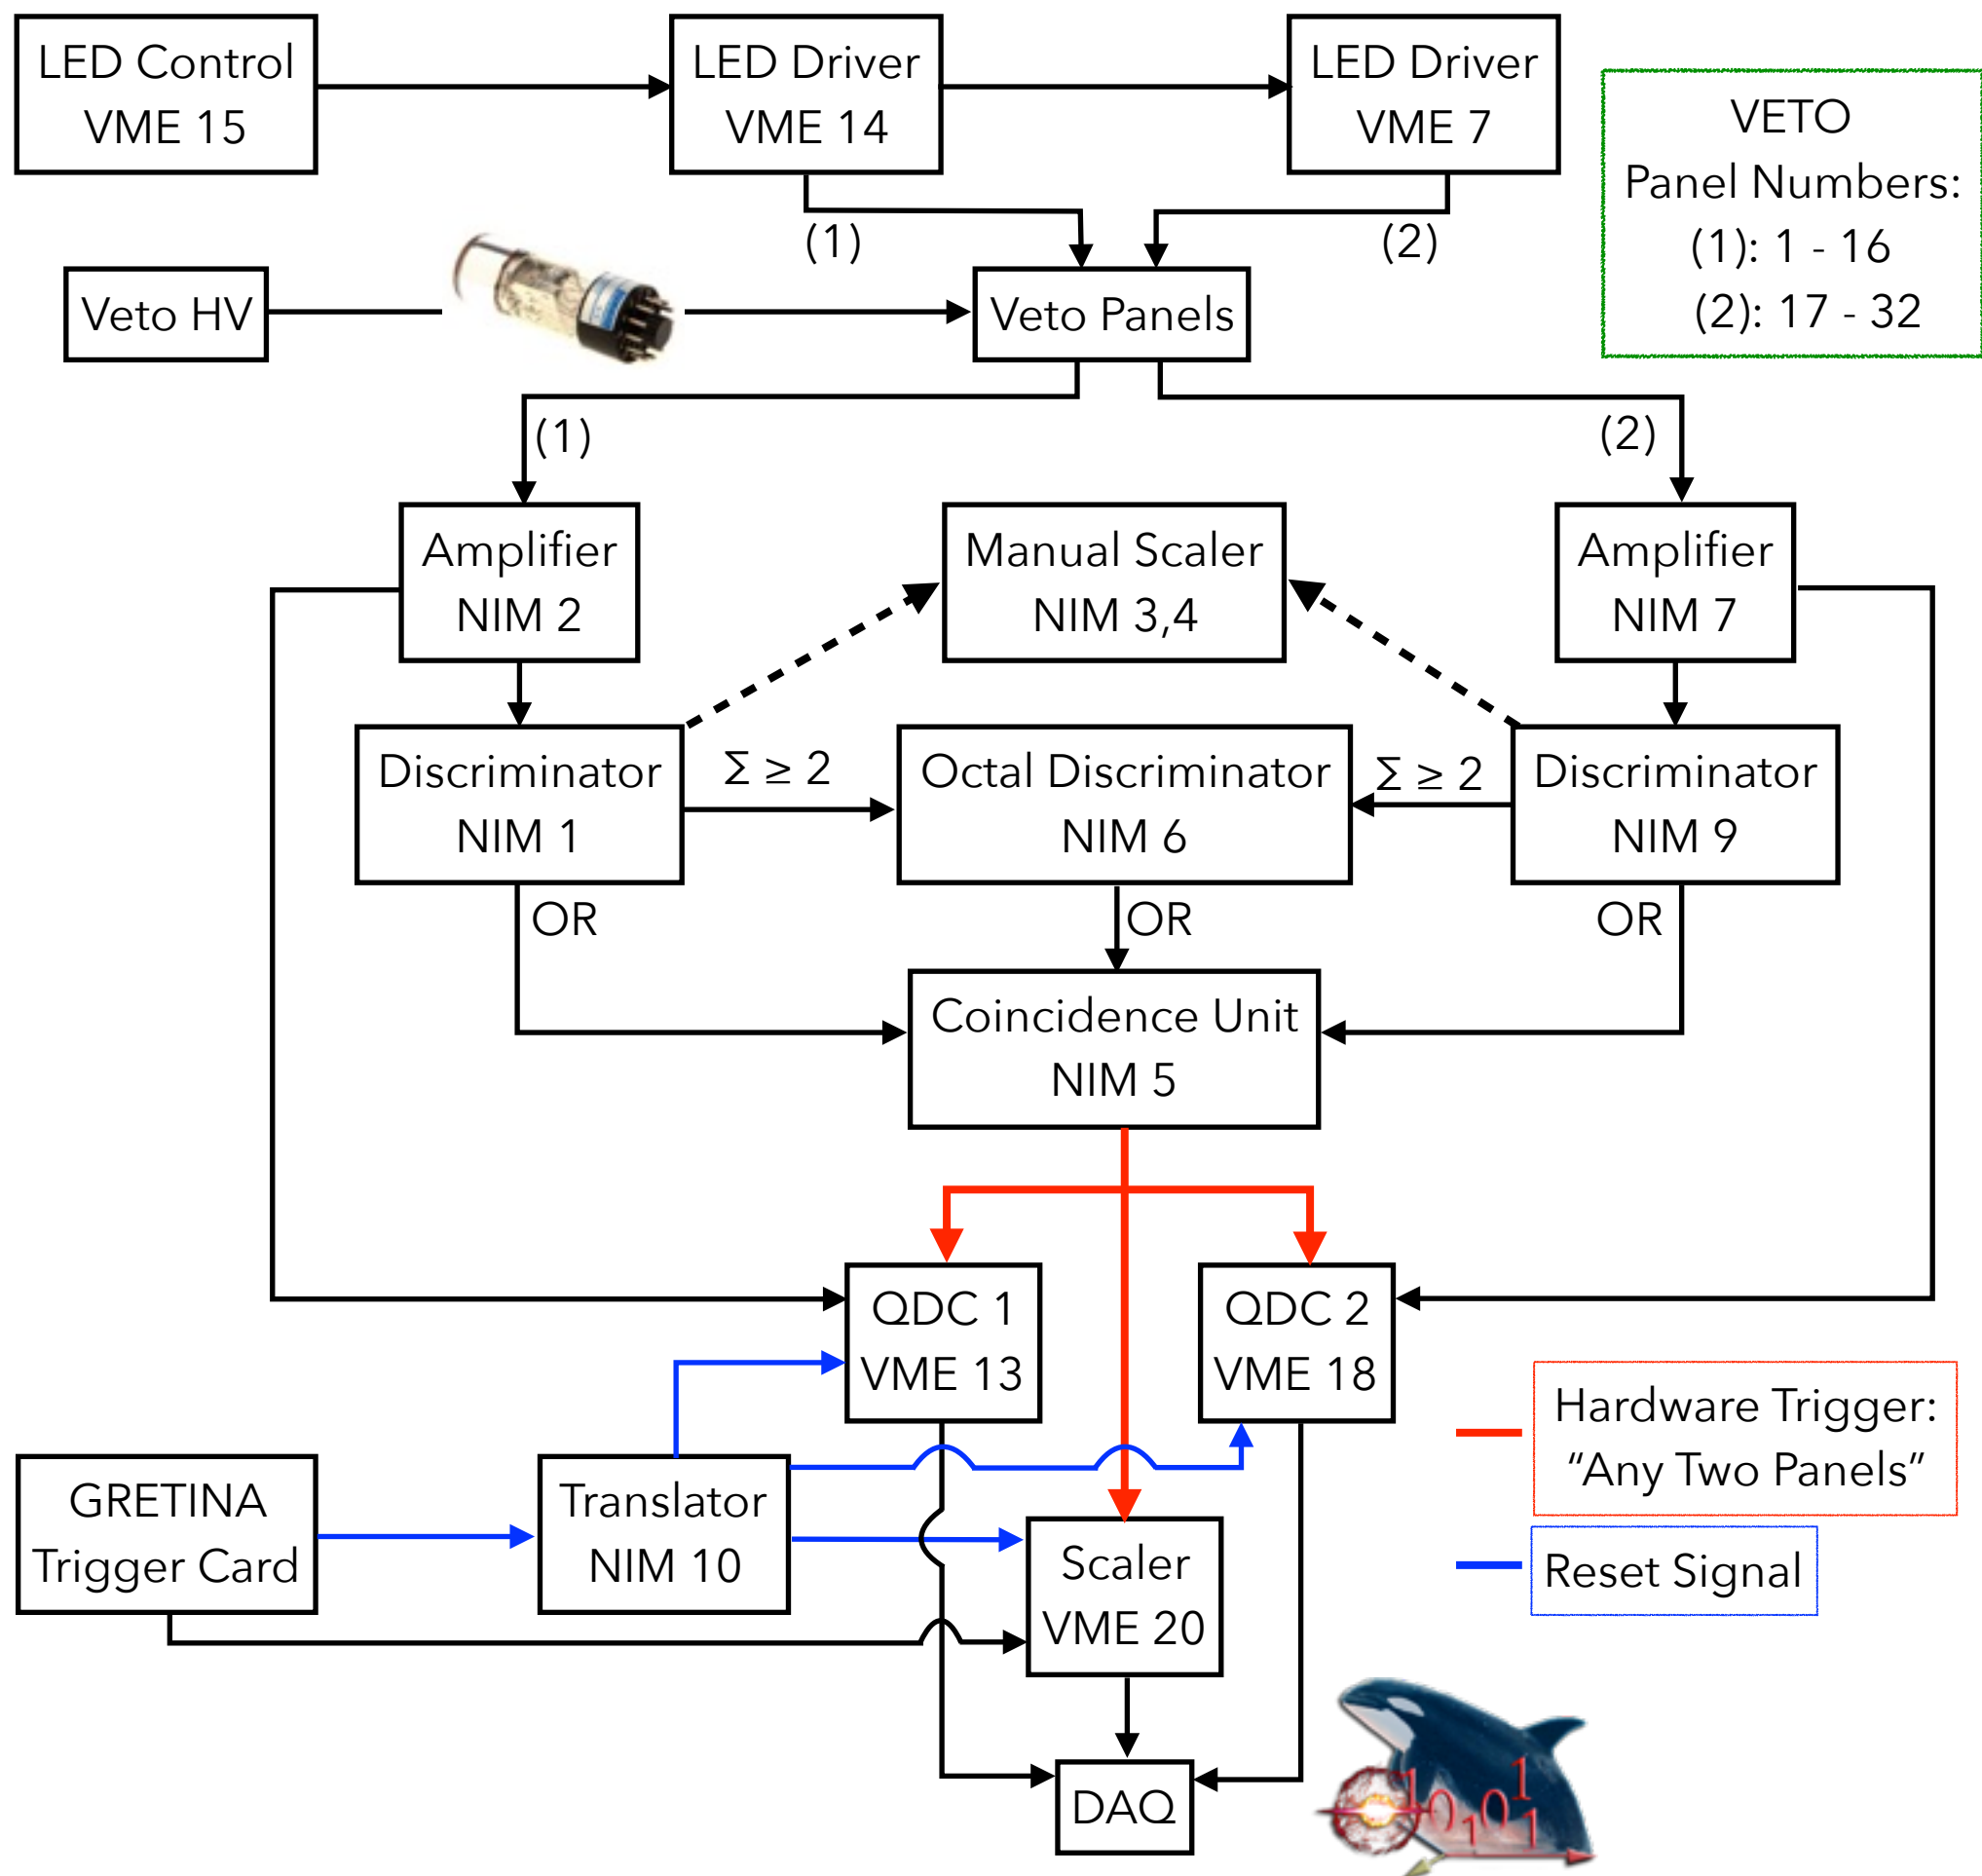 LED Control
VME 15
LED Driver
VME 14
LED Driver
VME 7
VETO
Panel Numbers:
(1): 1 - 16
(2): 17 - 32
(1)
(2)
Veto HV
Veto Panels
(1)
(2)
Amplifier
NIM 2
Manual Scaler
NIM 3,4
Amplifier
NIM 7
Discriminator
NIM 1
Σ ≥ 2
Octal Discriminator
NIM 6
Σ ≥ 2
Discriminator
NIM 9
OR
OR
OR
Coincidence Unit
NIM 5
QDC 1
VME 13
QDC 2
VME 18
Hardware Trigger:
“Any Two Panels”
Reset Signal
GRETINA
Trigger Card
Translator
NIM 10
Scaler
VME 20
DAQ
10101
1